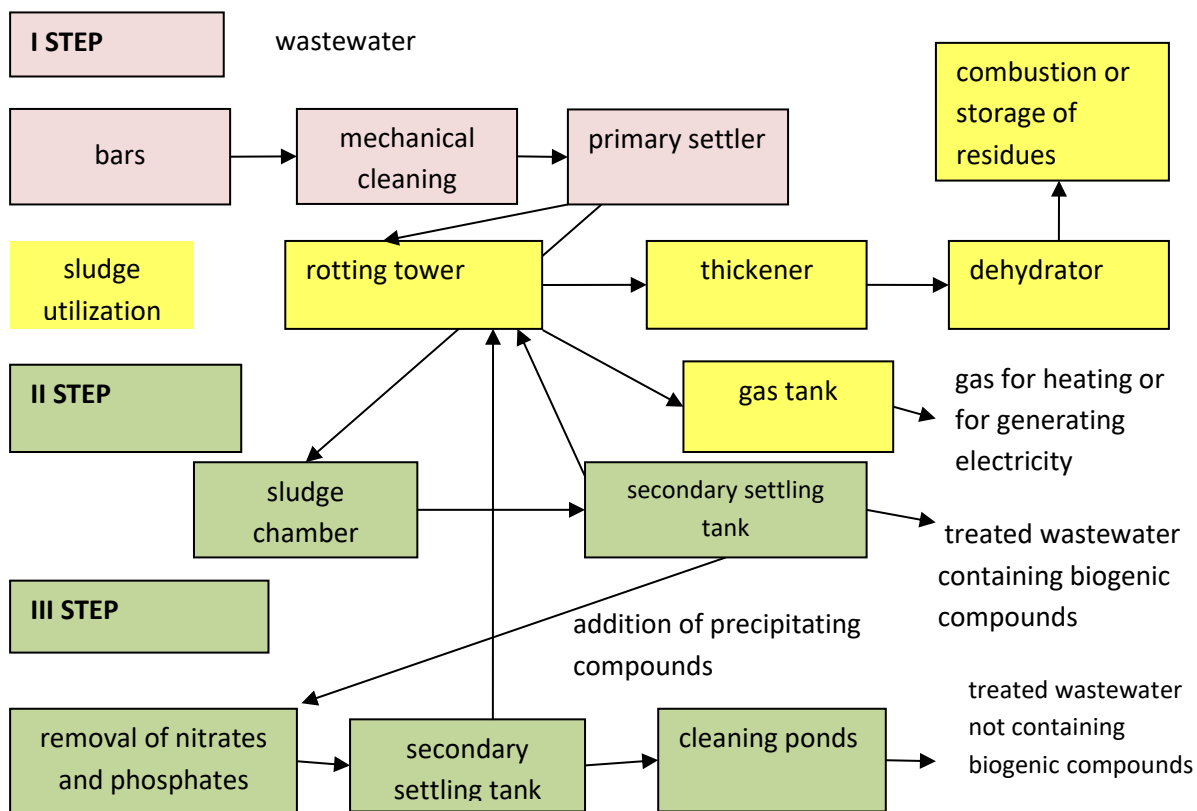 I STEP
wastewater
combustion or
storage of
residues
bars
mechanical
cleaning
primary settler
sludge
utilization
rotting tower
thickener
dehydrator
II STEP
gas tank
gas for heating or
for generating
electricity
sludge
chamber
secondary settling
tank
treated wastewater
containing biogenic
compounds
III STEP
addition of precipitating
compounds
removal of nitrates
and phosphates
secondary
settling tank
cleaning ponds
treated wastewater
not containing
biogenic compounds